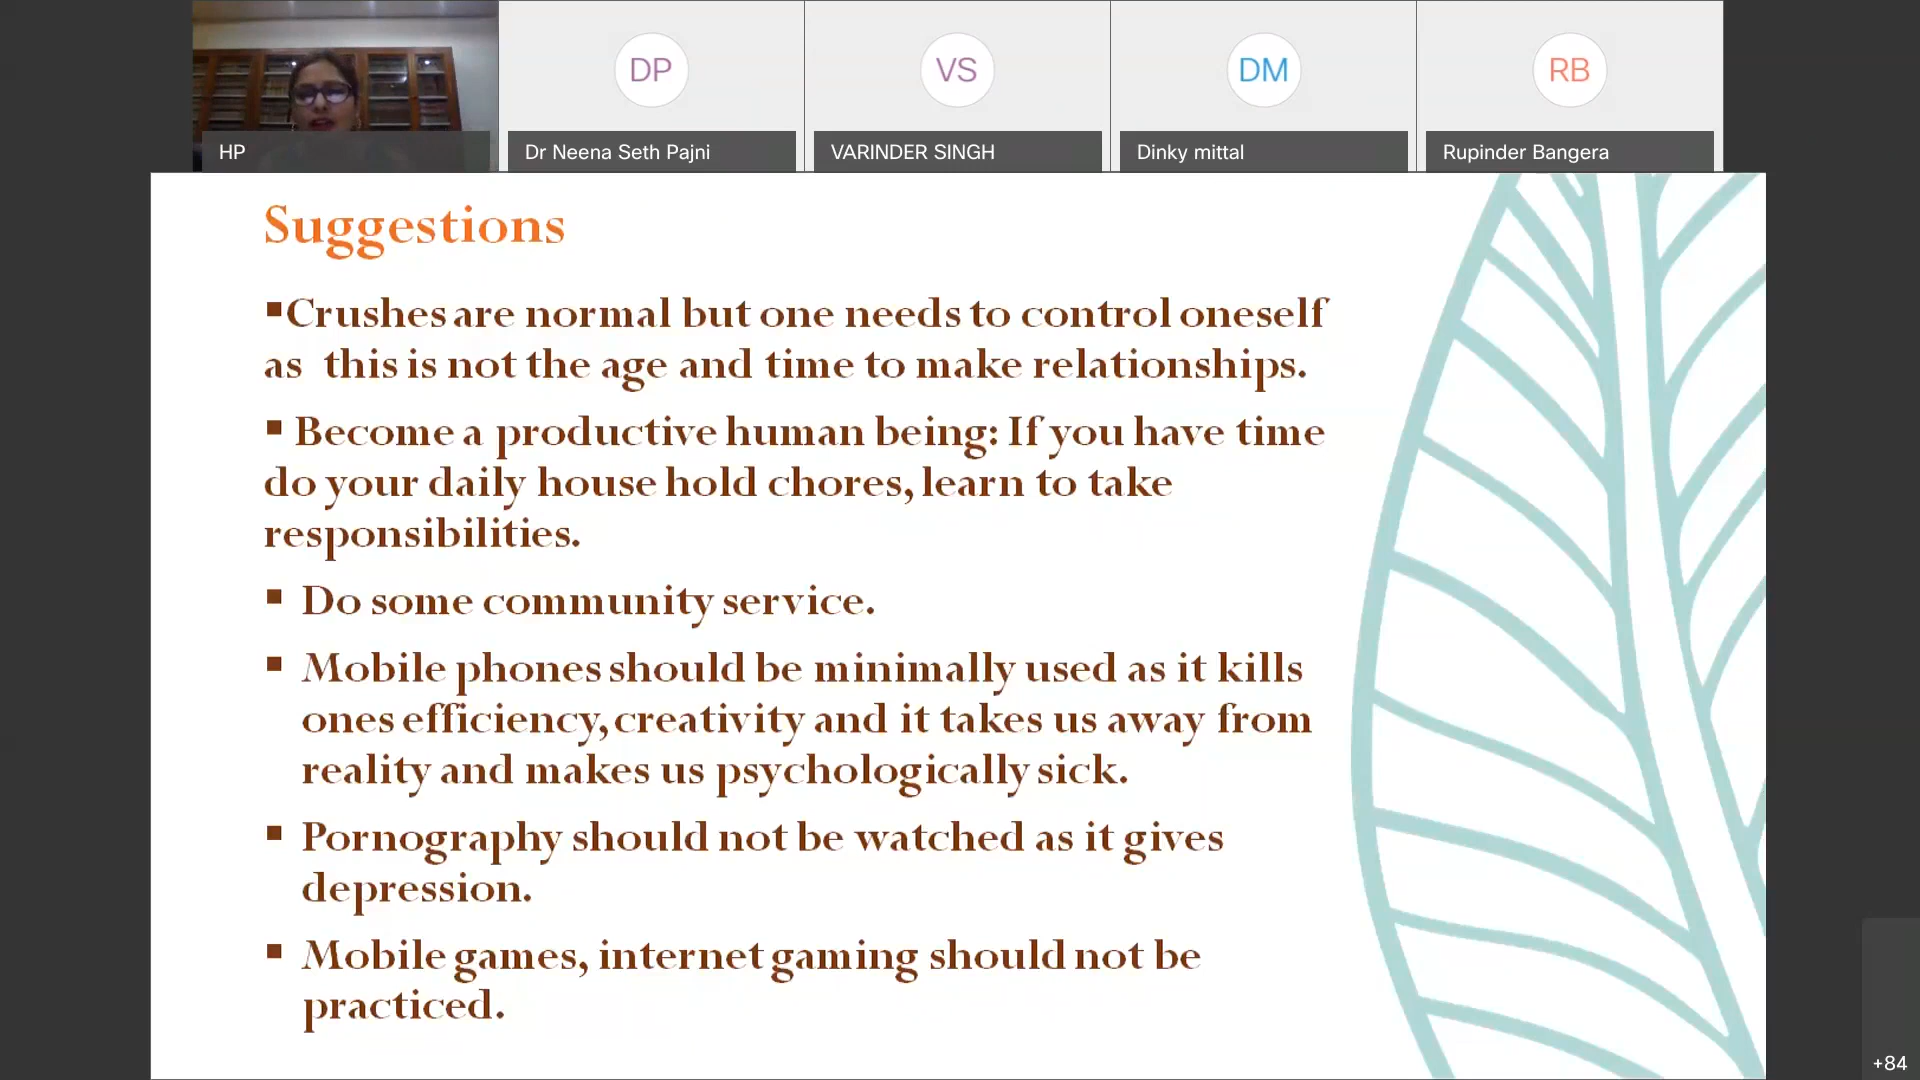 DP
VS
DM
RB
HP
Dr Neena Seth Pajni
VARINDER SINGH
Dinky mittal
Rupinder Bangera
Suggestions
▪Crushes are normal but one needs to control oneself
as this is not the age and time to make relationships.
▪ Become a productive human being: If you have time
do your daily house hold chores, learn to take
responsibilities.
▪ Do some community service.
▪ Mobile phones should be minimally used as it kills
ones efficiency, creativity and it takes us away from
reality and makes us psychologically sick.
▪ Pornography should not be watched as it gives
depression.
▪ Mobile games, internet gaming should not be
practiced.
+84